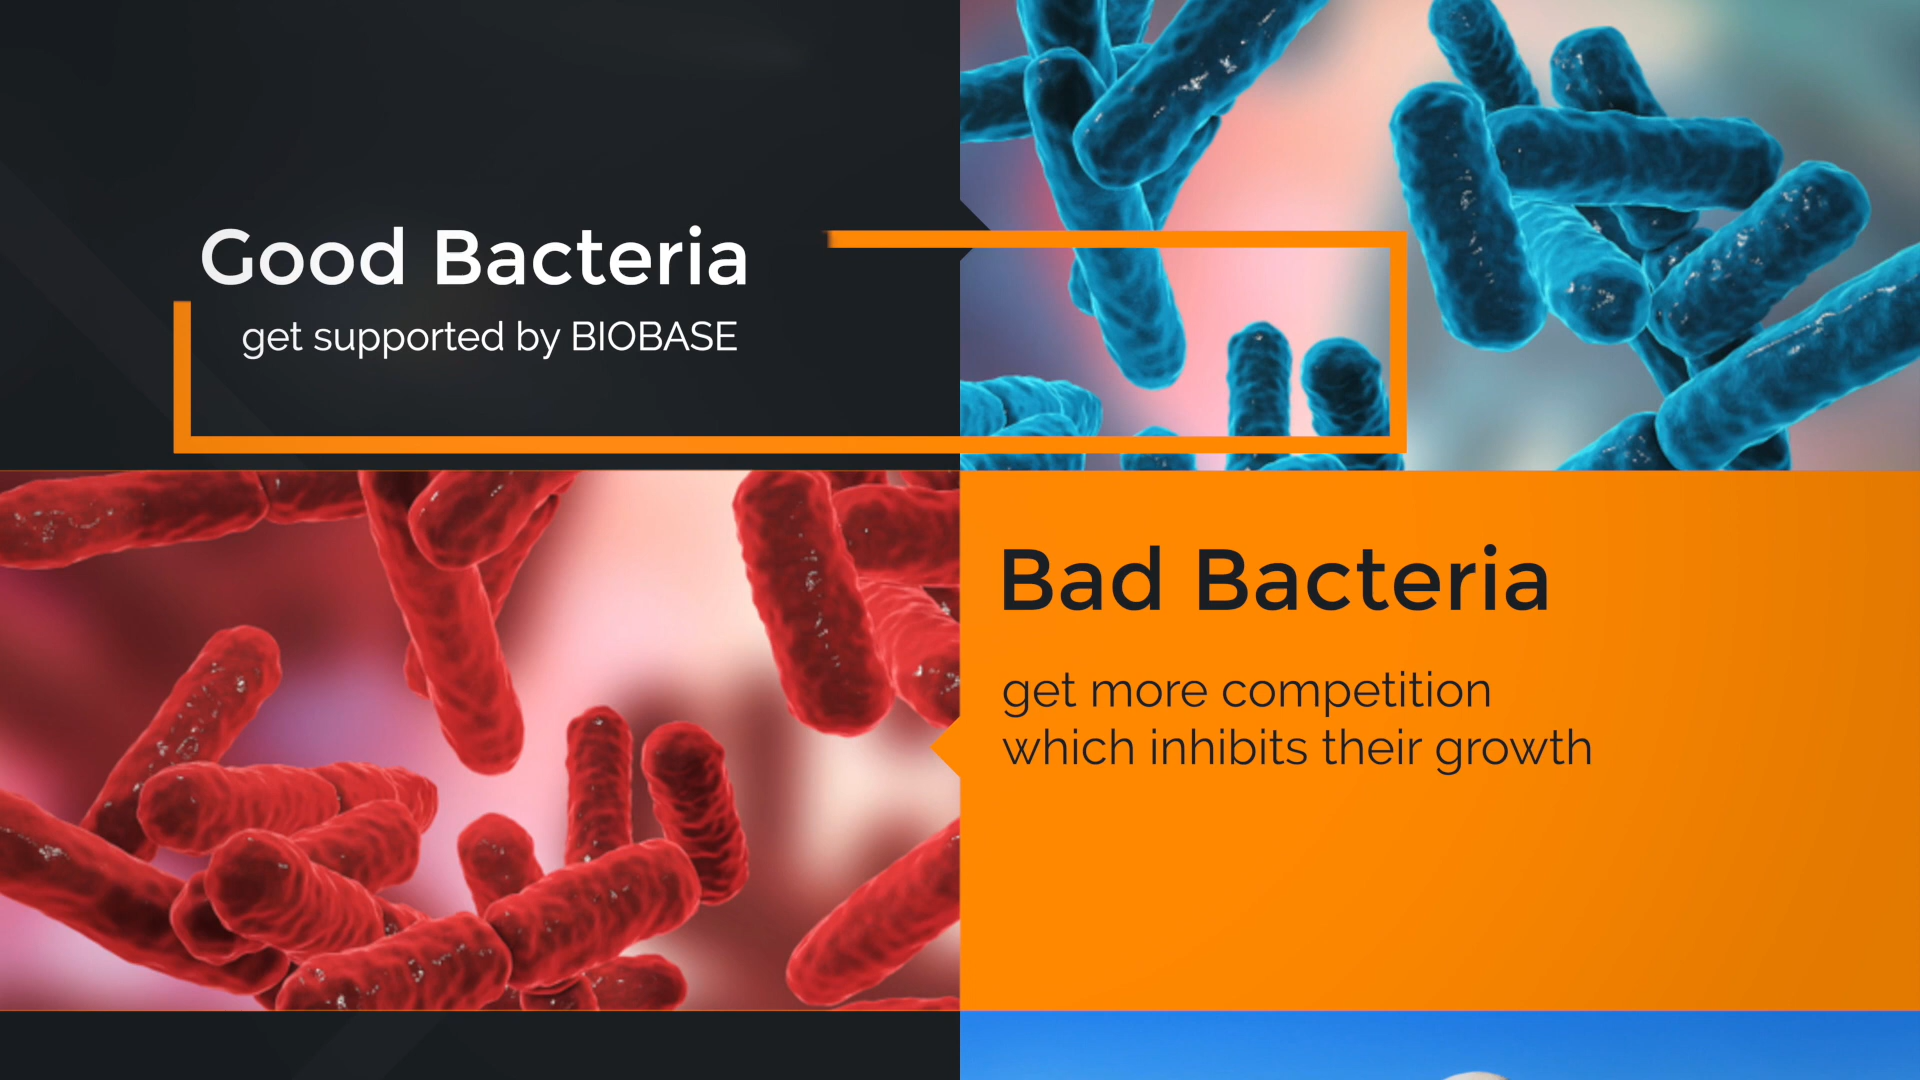 Good Bacteria
get supported by BIOBASE
Bad Bacteria
get more competition
which inhibits their growth